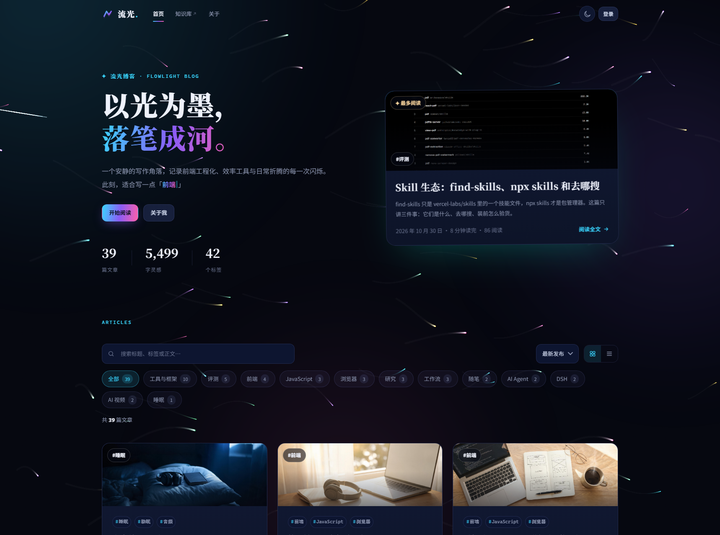 流光.
首页
知识库
关于
登录
✦ 流光博客 · FLOWLIGHT BLOG
以光为墨,
落笔成河。
一个安静的写作角落，记录前端工程化、效率工具与日常折腾的每一次闪烁。
此刻，适合写一点「前端」
开始阅读
关于我
39
篇文章
5,499
字灵感
42
个标签
✦ 最多阅读
#评测
Skill 生态：find-skills、npx skills 和去哪搜
find-skills 只是 vercel-labs/skills 里的一个技能文件，npx skills 才是包管理器。这篇只
讲三件事：它们是什么、去哪搜、装前怎么验货。
2026 年 10 月 30 日 · 8 分钟读完 · 86 阅读
阅读全文 →
ARTICLES
搜索标题、标签或正文…
最新发布
全部 39
工具与框架 10
评测 5
前端 4
JavaScript 3
浏览器 3
研究 3
工作流 3
随笔 2
AI Agent 2
DSH 2
AI 视频 2
睡眠 1
共 39 篇文章
#睡眠
#前端
#前端
#睡眠 #助眠 #音频
#前端 #JavaScript #浏览器
#前端 #JavaScript #浏览器